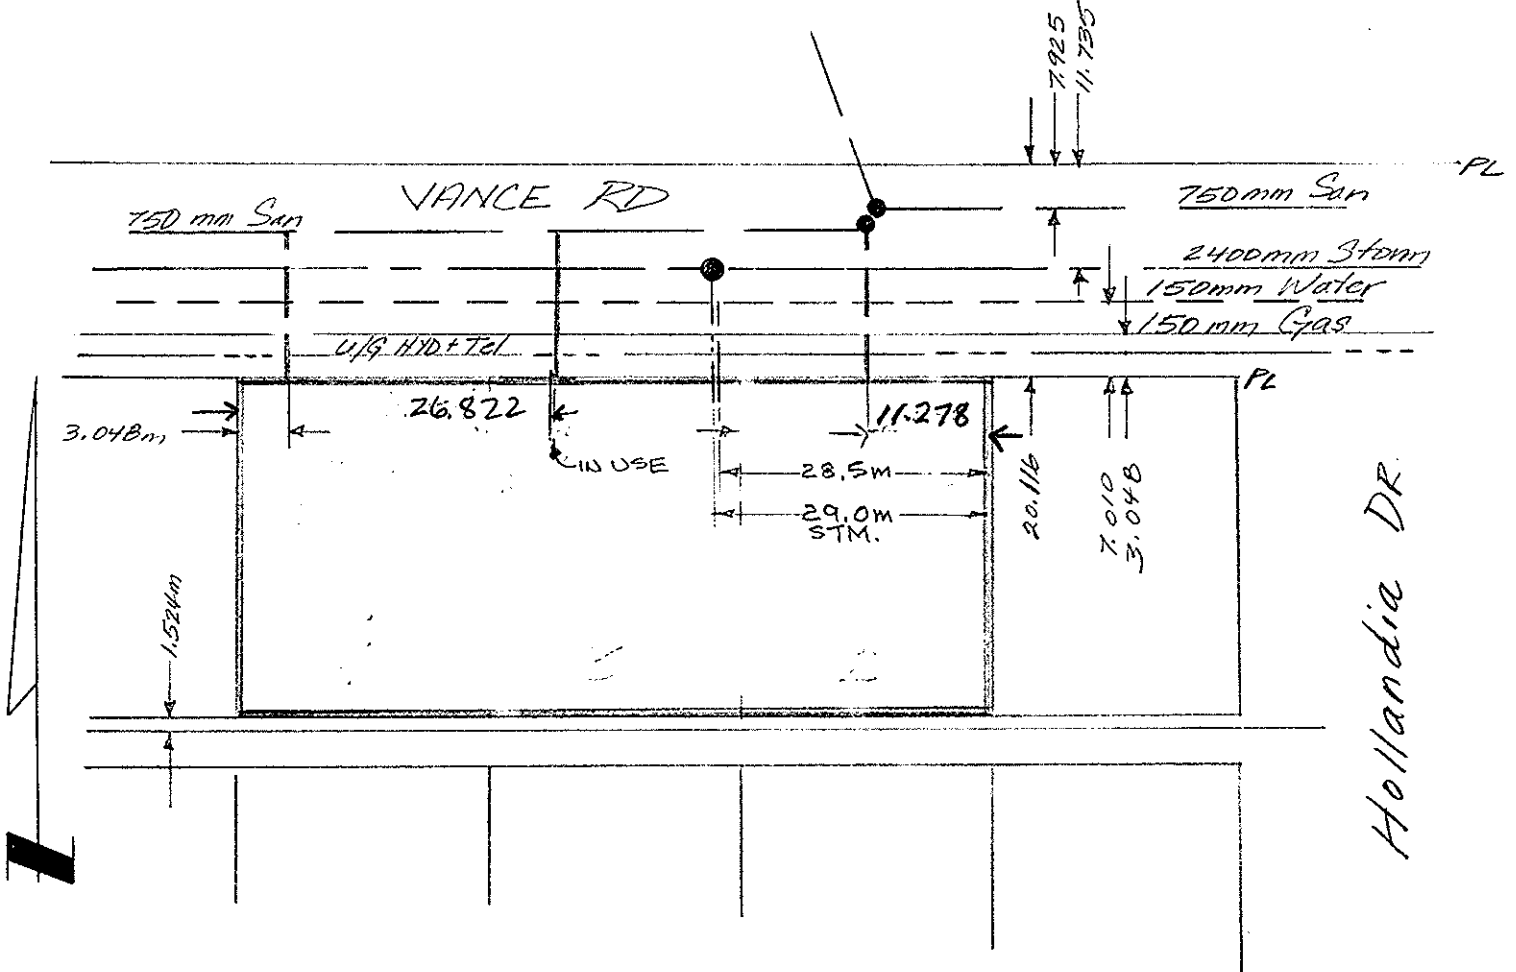 7.925
11.735
PL
VANCE RD
750 mm San
750mm San
2400mm Storm
150mm Water
150mm Gas
U/G HYD + Tel
PL
26.822
11.278
3.048m
IN USE
28.5m
29.0m
STM.
20.116
7.010
3.048
1.524m
Hollandia DR.